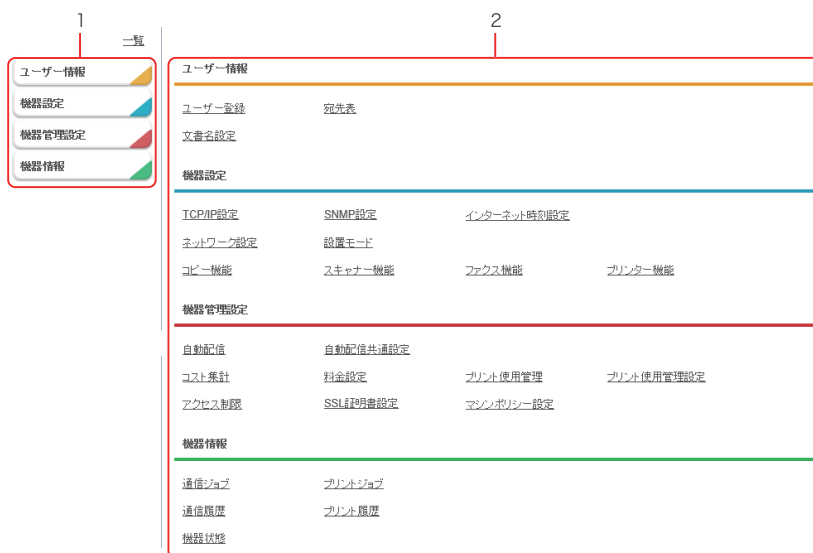 1
2
一覧
ユーザー情報
機器設定
機器管理設定
機器情報
ユーザー情報
ユーザー登録 宛先表
文書名設定
機器設定
TCP/IP設定 SNMP設定 インターネット時刻設定
ネットワーク設定 設置モード
コピー機能 スキャナー機能 ファクス機能 プリンター機能
機器管理設定
自動配信 自動配信共通設定
コスト集計 料金設定 プリント使用管理 プリント使用管理設定
アクセス制限 SSL証明書設定 マシンポリシー設定
機器情報
通信ジョブ プリントジョブ
通信履歴 プリント履歴
機器状態